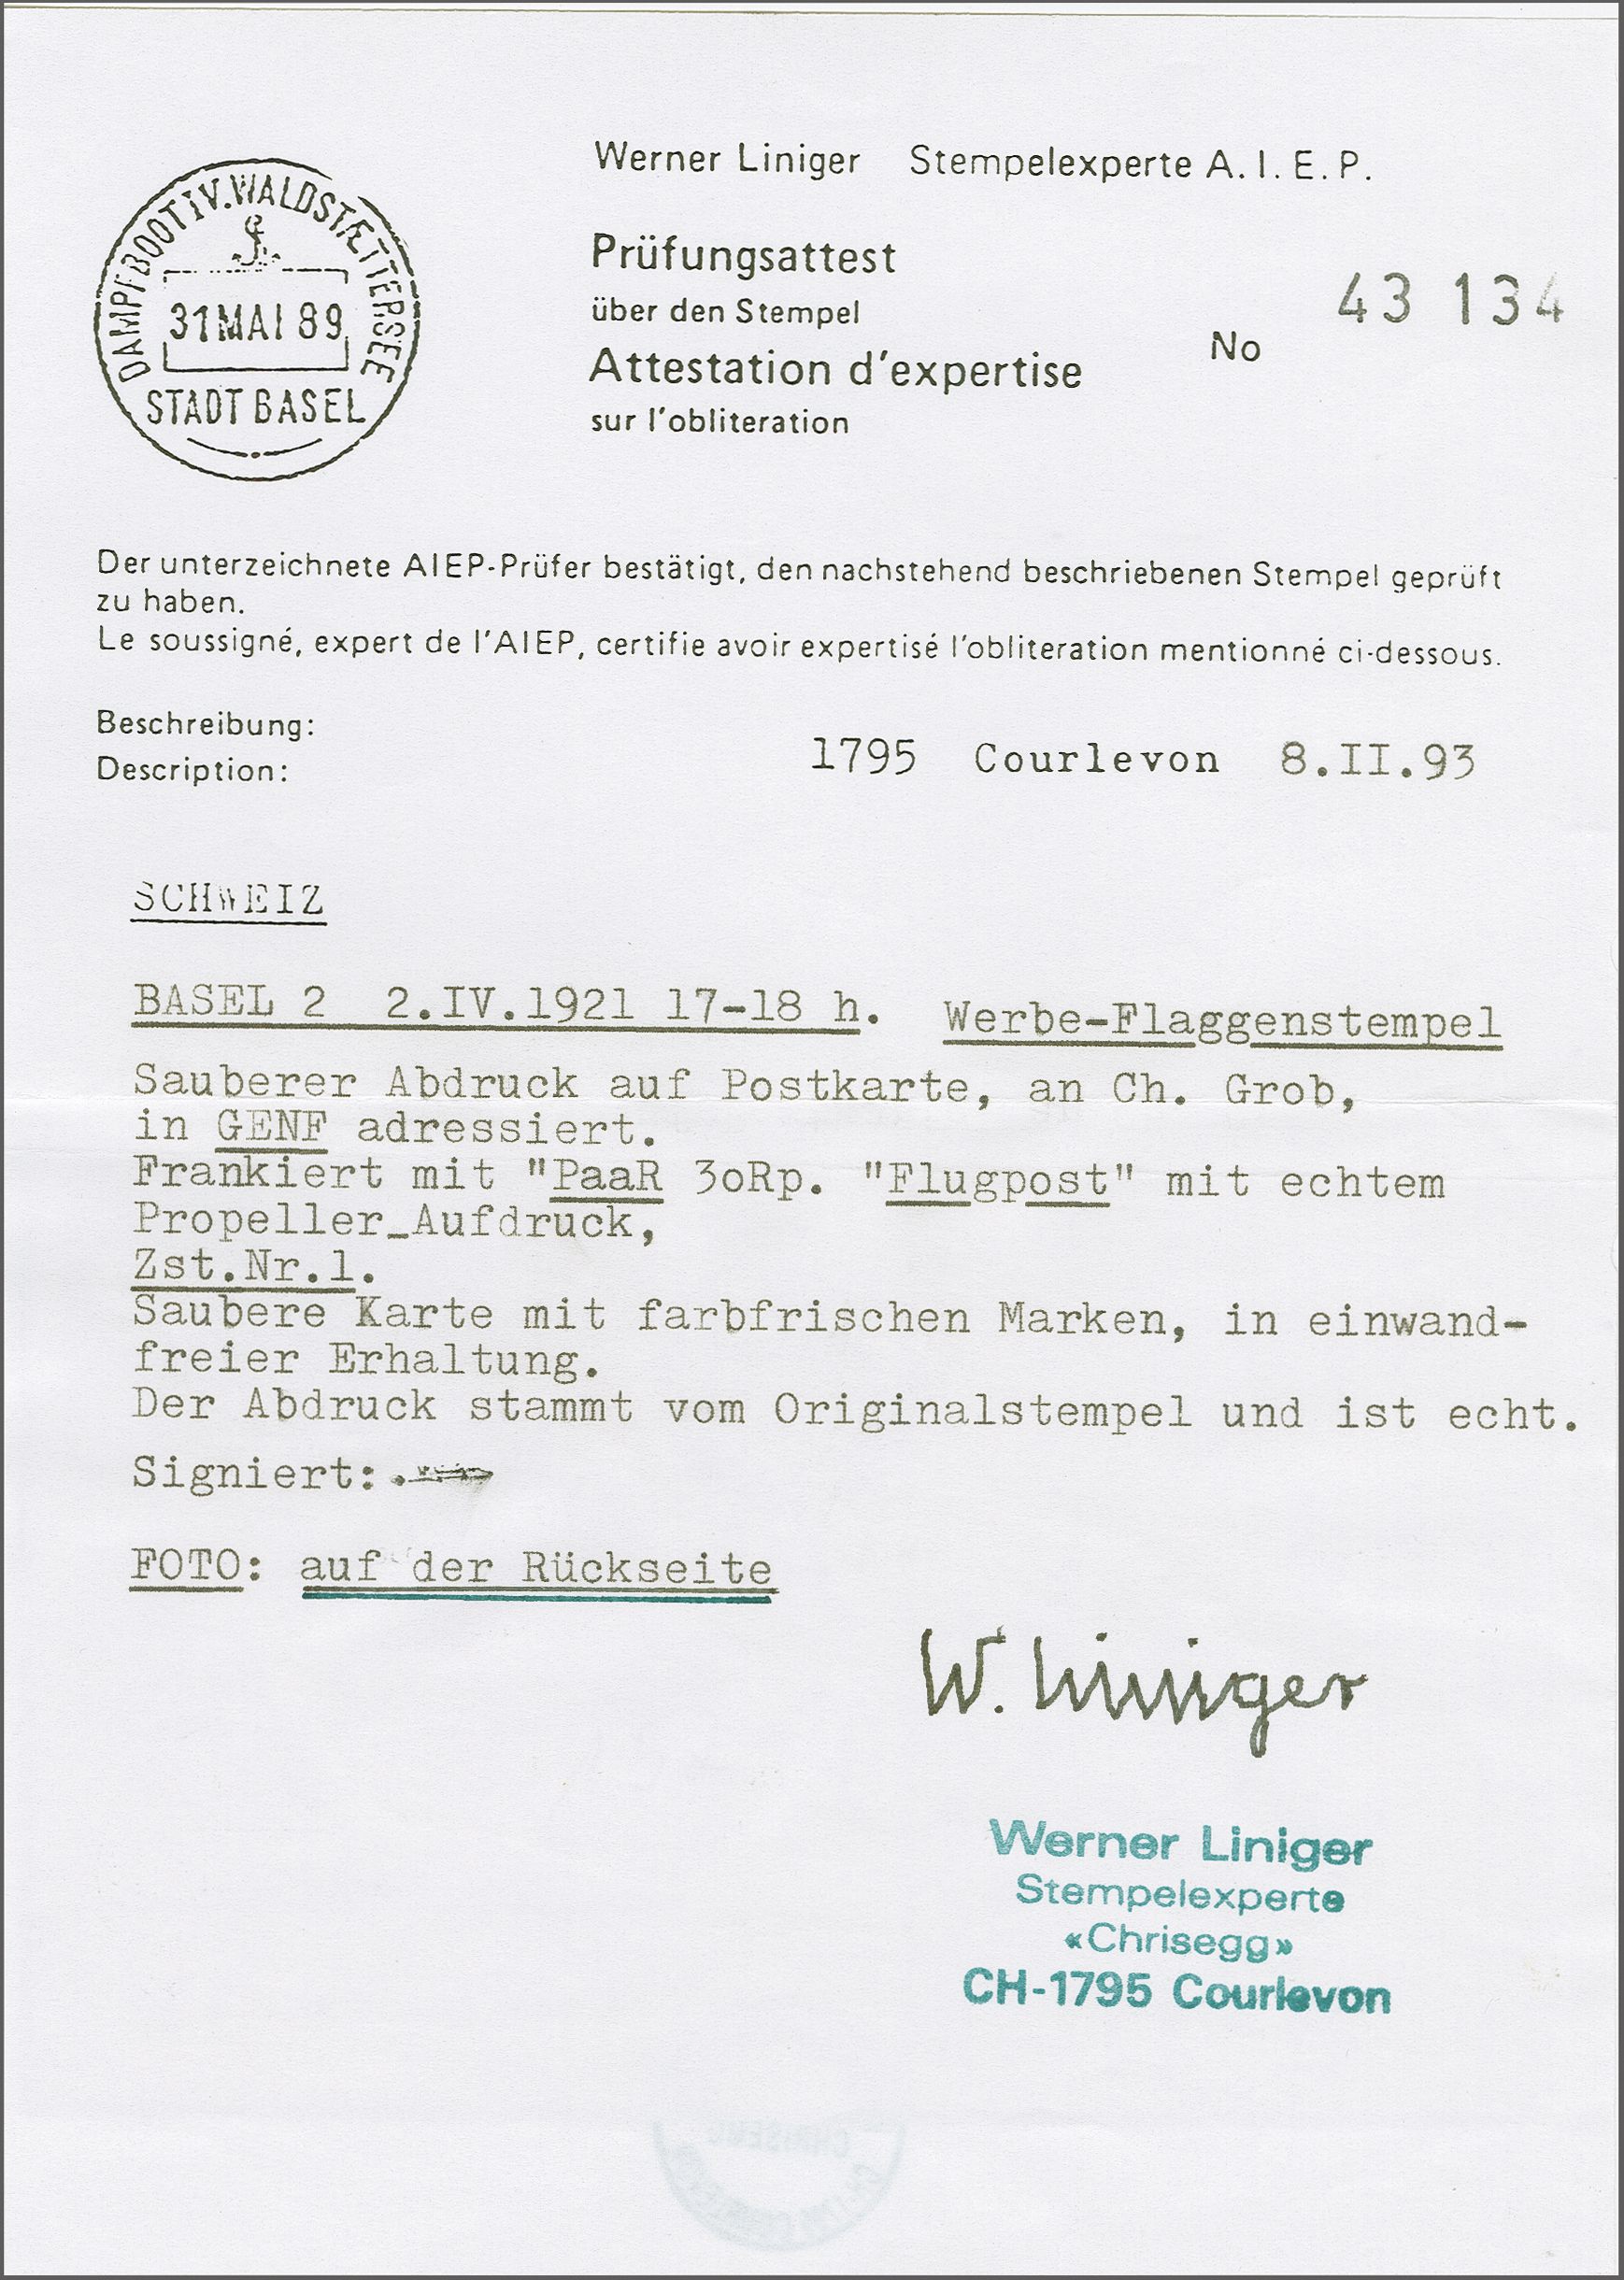 DAMPFBOOT IV. WALDSTÆTTERSEE
31 MAI 89
STADT BASEL
Werner Liniger Stempelexperte A. I. E. P.
Prüfungsattest
über den Stempel
Attestation d'expertise
sur l'obliteration
No 43 134
Der unterzeichnete AIEP-Prüfer bestätigt, den nachstehend beschriebenen Stempel geprüft
zu haben.
Le soussigné, expert de l'AIEP, certifie avoir expertisé l'obliteration mentionné ci-dessous.
Beschreibung:
Description:
1795 Courlevon 8.II.93
SCHWEIZ
BASEL 2 2.IV.1921 17-18 h. Werbe-Flaggenstempel
Sauberer Abdruck auf Postkarte, an Ch. Grob,
in GENF adressiert.
Frankiert mit "PaaR 3oRp. "Flugpost" mit echtem
Propeller_Aufdruck,
Zst.Nr.1.
Saubere Karte mit farbfrischen Marken, in einwand-
freier Erhaltung.
Der Abdruck stammt vom Originalstempel und ist echt.
Signiert:.
FOTO: auf der Rückseite
W. Liniger
Werner Liniger
Stempelexperte
«Chrisegg»
CH-1795 Courlevon